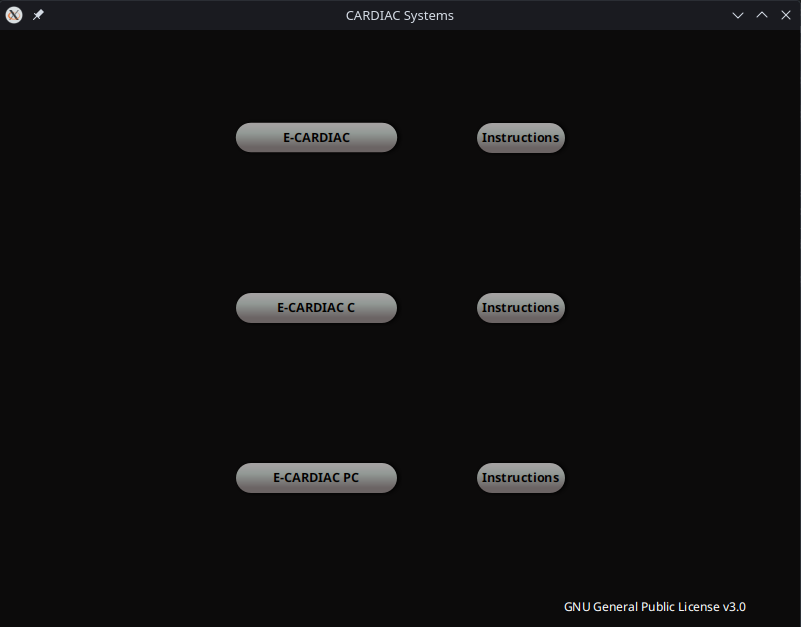 CARDIAC Systems
E-CARDIAC
Instructions
E-CARDIAC C
Instructions
E-CARDIAC PC
Instructions
GNU General Public License v3.0